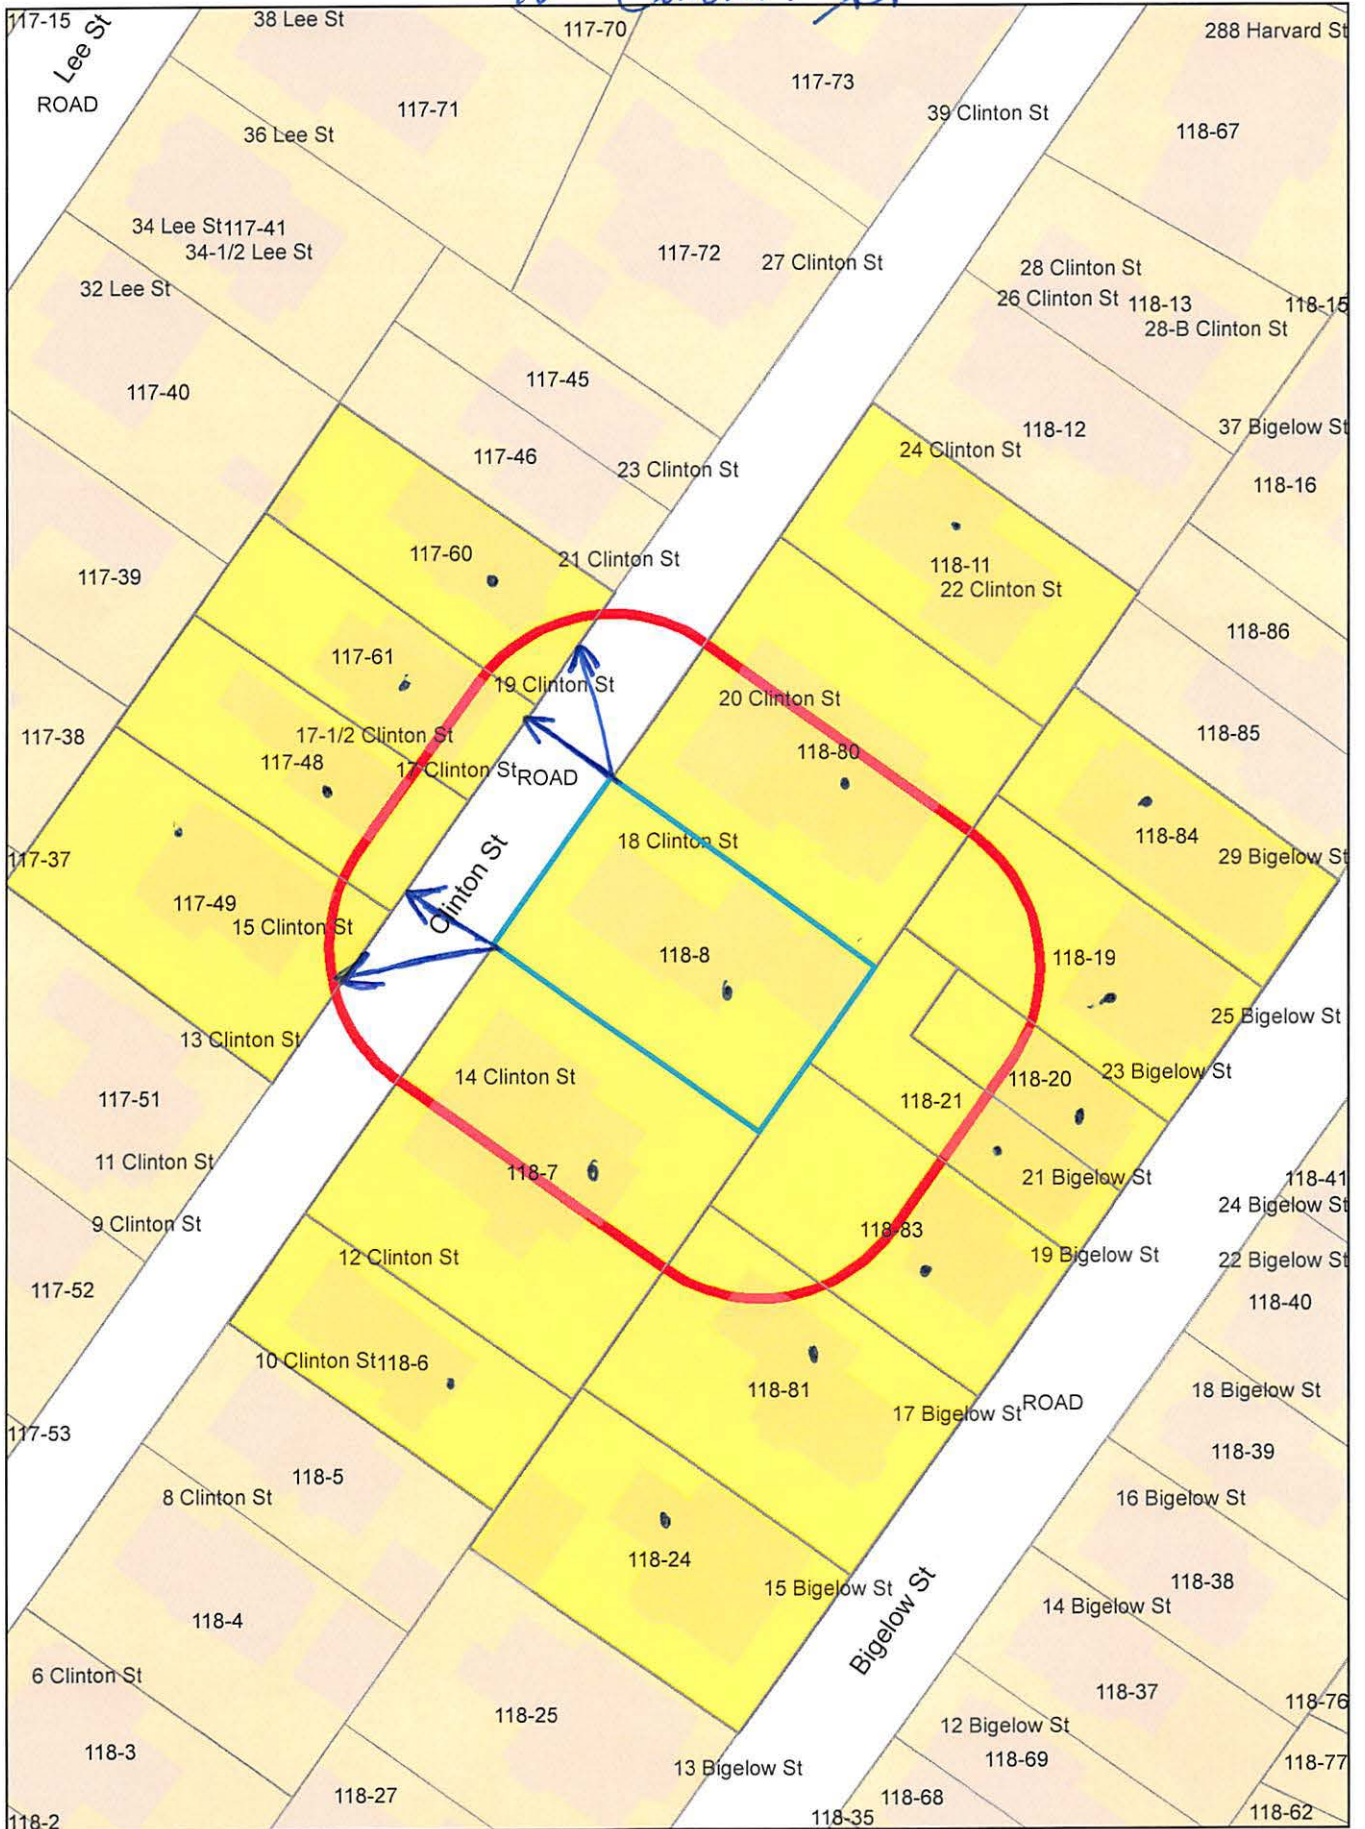 117-15
Lee St
ROAD
38 Lee St
117-70
288 Harvard St
117-71
117-73
36 Lee St
39 Clinton St
118-67
34 Lee St
117-41
34-1/2 Lee St
117-72
27 Clinton St
28 Clinton St
32 Lee St
26 Clinton St
118-13
118-15
28-B Clinton St
117-40
117-45
118-12
37 Bigelow St
24 Clinton St
117-46
23 Clinton St
118-16
117-60
21 Clinton St
118-11
22 Clinton St
117-39
118-86
117-61
19 Clinton St
20 Clinton St
117-38
17-1/2 Clinton St
118-85
117-48
17 Clinton St
ROAD
118-80
18 Clinton St
118-84
29 Bigelow St
117-37
Clinton St
117-49
15 Clinton St
118-8
118-19
25 Bigelow St
13 Clinton St
14 Clinton St
118-20
23 Bigelow St
117-51
118-21
11 Clinton St
118-7
21 Bigelow St
118-41
24 Bigelow St
9 Clinton St
118-83
12 Clinton St
19 Bigelow St
22 Bigelow St
117-52
118-40
10 Clinton St
118-6
118-81
18 Bigelow St
17 Bigelow St
ROAD
117-53
118-39
118-5
8 Clinton St
16 Bigelow St
118-24
15 Bigelow St
118-38
Bigelow St
14 Bigelow St
118-4
6 Clinton St
118-25
118-37
118-76
12 Bigelow St
118-3
118-69
118-77
13 Bigelow St
118-27
118-68
118-62
118-2
118-35